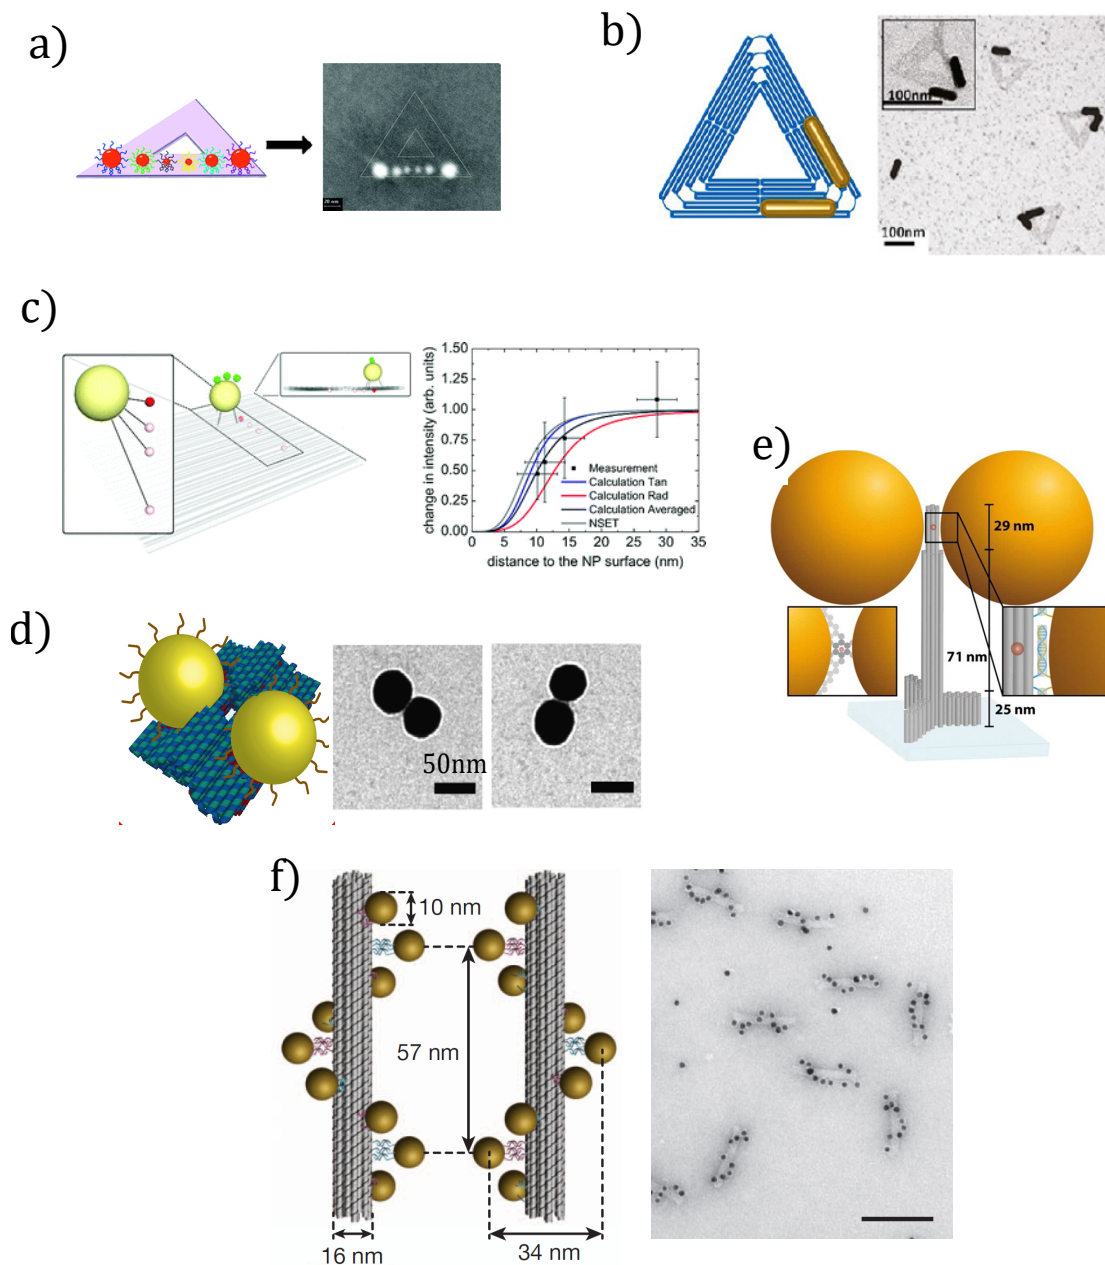 a)
20 nm
b)
100nm
100nm
c)
1.50
1.25
1.00
0.75
0.50
0.25
0.00
0 5 10 15 20 25 30 35
change in intensity (arb. units)
distance to the NP surface (nm)
Measurement
Calculation Tan
Calculation Rad
Calculation Averaged
NSET
d)
50nm
e)
29 nm
71 nm
25 nm
f)
10 nm
57 nm
16 nm
34 nm